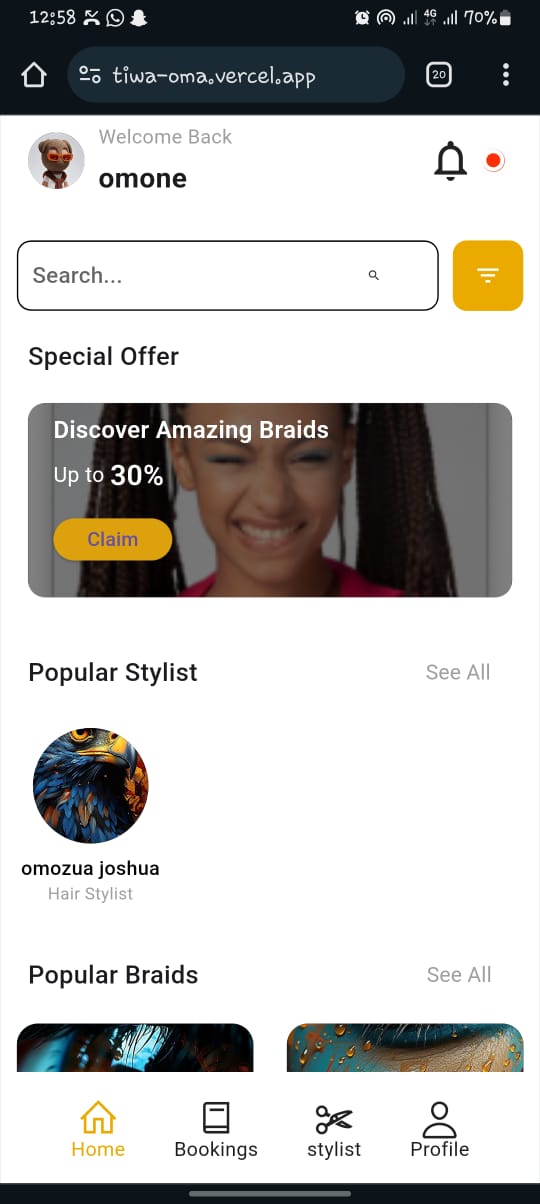 12:58
4G
70%
tiwa-oma.vercel.app
20
Welcome Back
omone
Search...
Special Offer
Discover Amazing Braids
Up to 30%
Claim
Popular Stylist
See All
omozua joshua
Hair Stylist
Popular Braids
See All
Home
Bookings
stylist
Profile